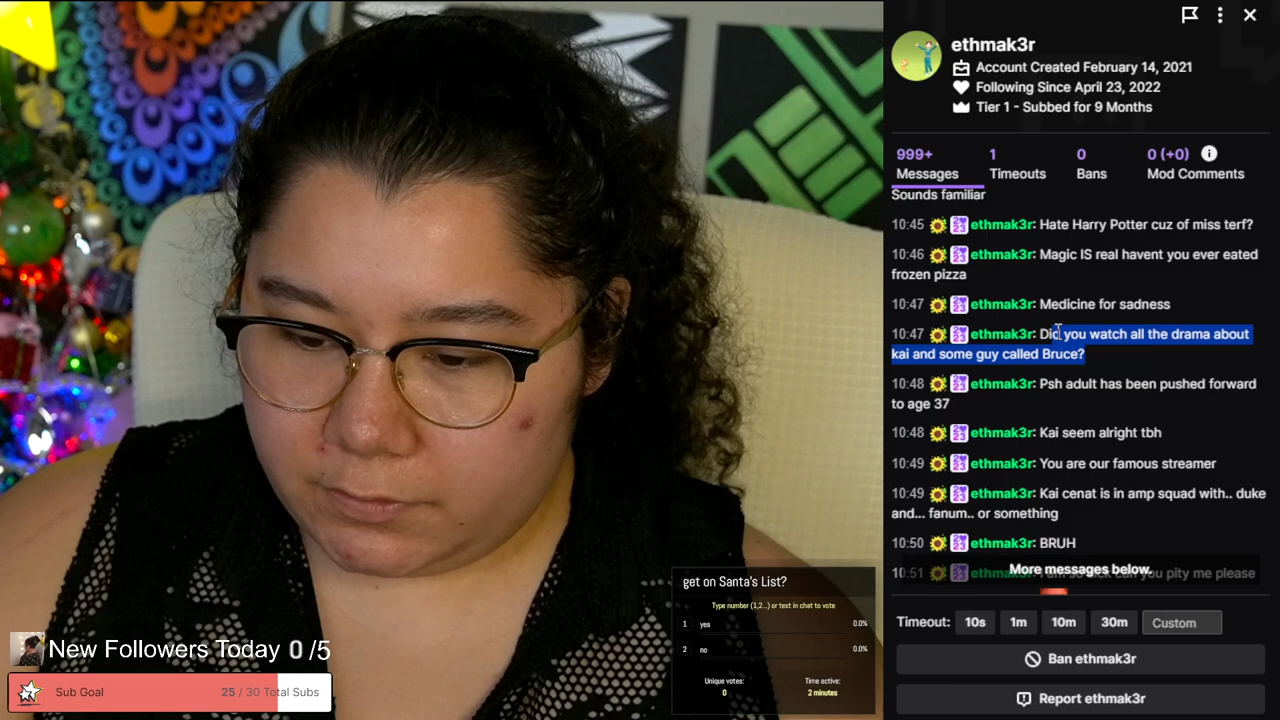 ethmak3r
Account Created February 14, 2021
Following Since April 23, 2022
Tier 1 - Subbed for 9 Months
999+ 1 0 0 (+0)
Messages Timeouts Bans Mod Comments
Sounds familiar
10:45 ethmak3r: Hate Harry Potter cuz of miss terf?
10:46 ethmak3r: Magic IS real havent you ever eated
frozen pizza
10:47 ethmak3r: Medicine for sadness
10:47 ethmak3r: Did you watch all the drama about
kai and some guy called Bruce?
10:48 ethmak3r: Psh adult has been pushed forward
to age 37
10:48 ethmak3r: Kai seem alright tbh
10:49 ethmak3r: You are our famous streamer
10:49 ethmak3r: Kai cenat is in amp squad with.. duke
and... fanum.. or something
10:50 ethmak3r: BRUH
More messages below.
10:51 you pity me please
Timeout: 10s 1m 10m 30m Custom
Ban ethmak3r
Report ethmak3r
get on Santa's List?
Type number (1,2...) or text in chat to vote
1 yes 0.0%
2 no 0.0%
Unique votes: Time active:
0 2 minutes
New Followers Today 0 /5
Sub Goal 25 / 30 Total Subs